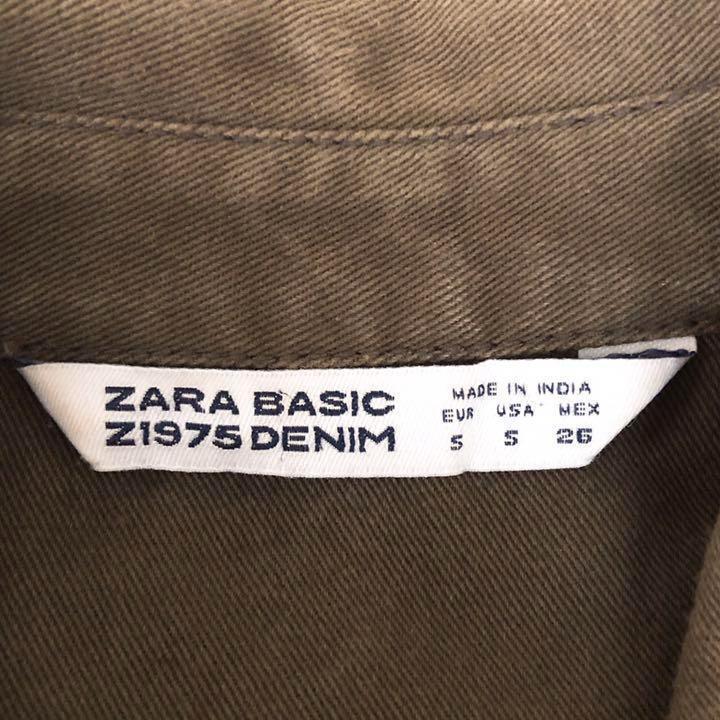 ZARA BASIC
Z1975 DENIM
MADE IN INDIA
EUR USA MEX
S S 26